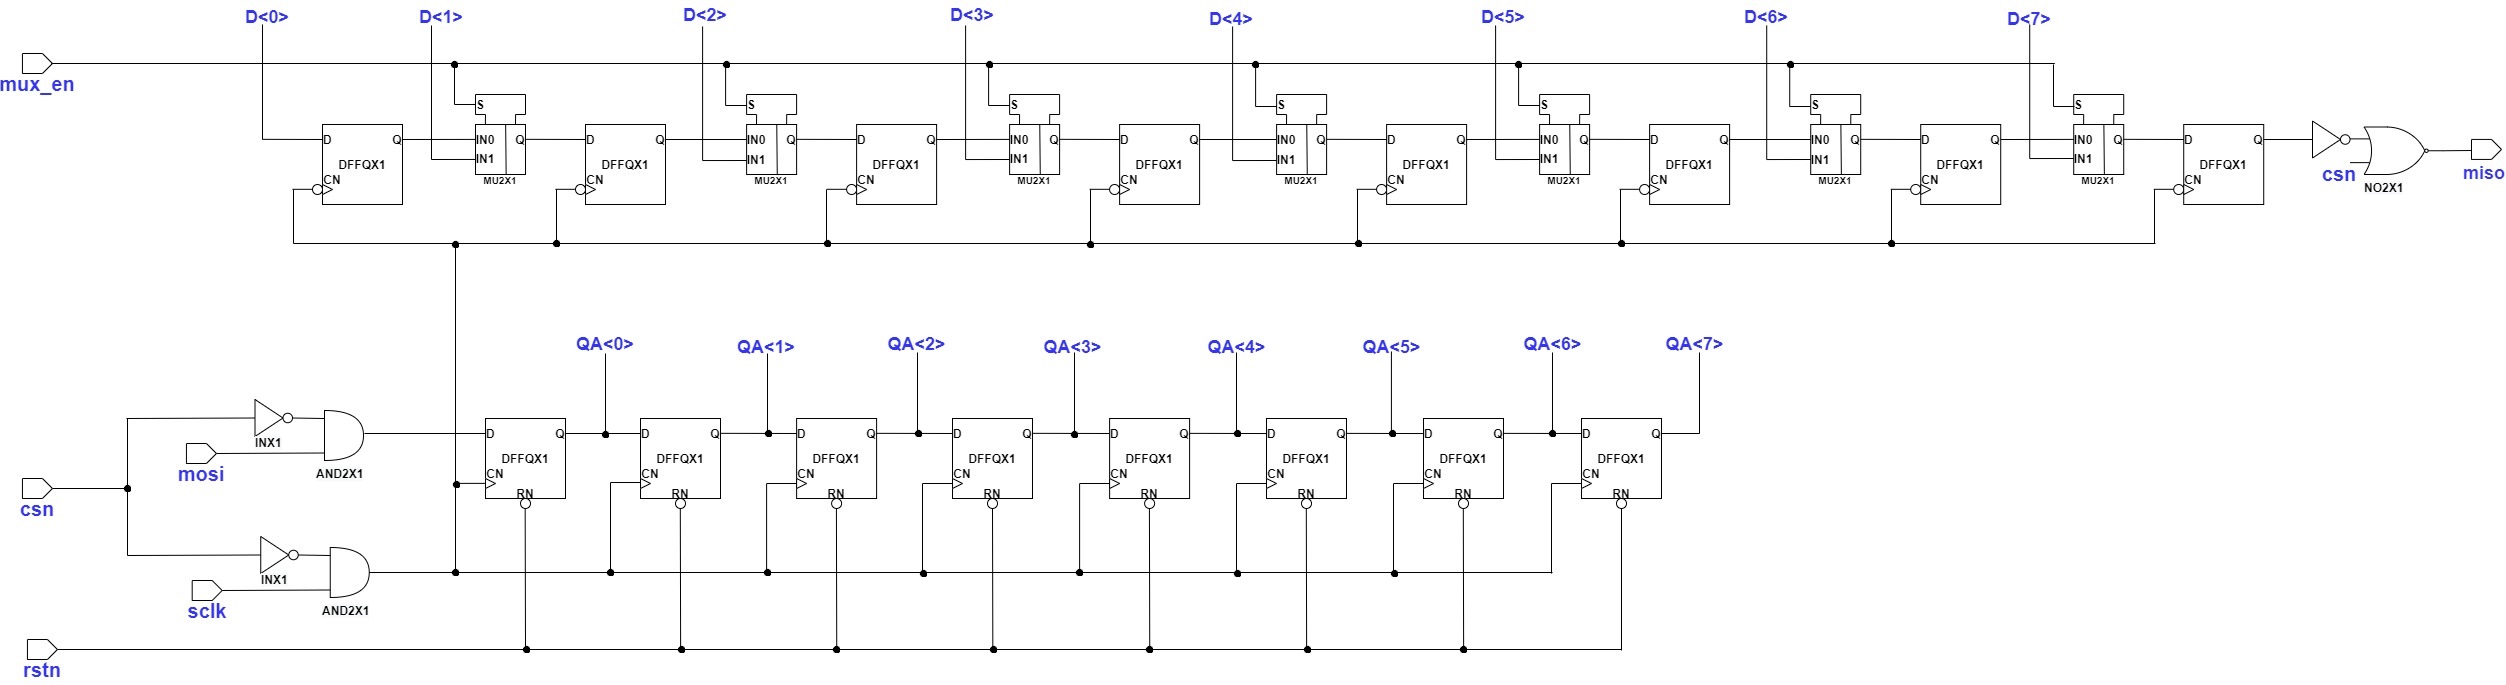 D<0> D<1> D<2> D<3> D<4> D<5> D<6> D<7>
mux_en
S S S S S S S
D Q IN0 Q D Q IN0 Q D Q IN0 Q D Q IN0 Q D Q IN0 Q D Q IN0 Q D Q IN0 Q D Q
IN1 IN1 IN1 IN1 IN1 IN1 IN1
DFFQX1 DFFQX1 DFFQX1 DFFQX1 DFFQX1 DFFQX1 DFFQX1 DFFQX1
CN MU2X1 CN MU2X1 CN MU2X1 CN MU2X1 CN MU2X1 CN MU2X1 CN MU2X1 CN
csn NO2X1 miso
QA<0> QA<1> QA<2> QA<3> QA<4> QA<5> QA<6> QA<7>
D Q D Q D Q D Q D Q D Q D Q D Q
INX1
DFFQX1 DFFQX1 DFFQX1 DFFQX1 DFFQX1 DFFQX1 DFFQX1 DFFQX1
mosi AND2X1 CN CN CN CN CN CN CN CN
RN RN RN RN RN RN RN RN
csn
INX1
sclk AND2X1
rstn